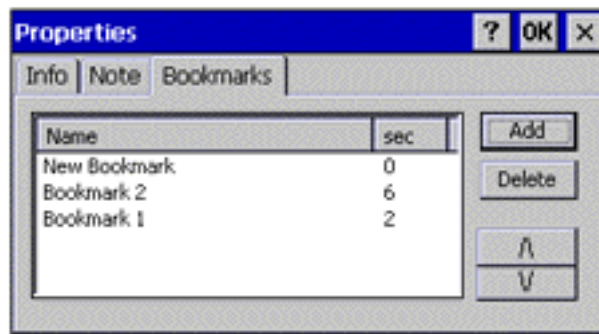 Properties ? OK ×
Info Note Bookmarks
Name sec
New Bookmark 0
Bookmark 2 6
Bookmark 1 2
Add
Delete
/\
\/